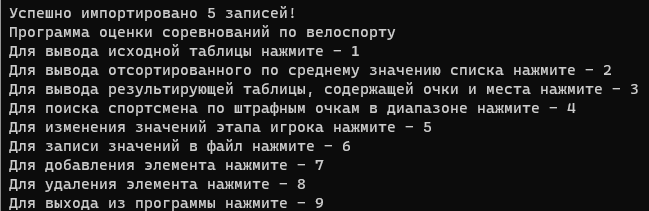 Успешно импортировано 5 записей!
Программа оценки соревнований по велоспорту
Для вывода исходной таблицы нажмите - 1
Для вывода отсортированного по среднему значению списка нажмите - 2
Для вывода результирующей таблицы, содержащей очки и места нажмите - 3
Для поиска спортсмена по штрафным очкам в диапазоне нажмите - 4
Для изменения значений этапа игрока нажмите - 5
Для записи значений в файл нажмите - 6
Для добавления элемента нажмите - 7
Для удаления элемента нажмите - 8
Для выхода из программы нажмите - 9